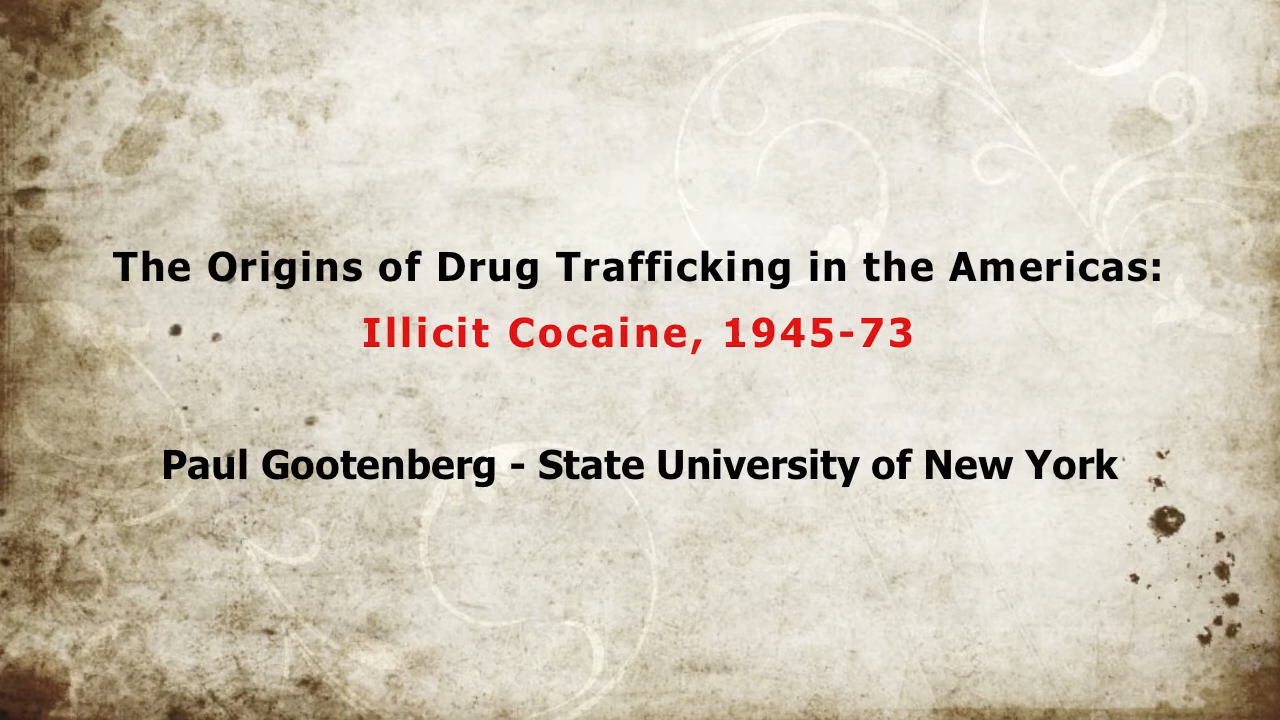 The Origins of Drug Trafficking in the Americas:
Illicit Cocaine, 1945-73
Paul Gootenberg - State University of New York